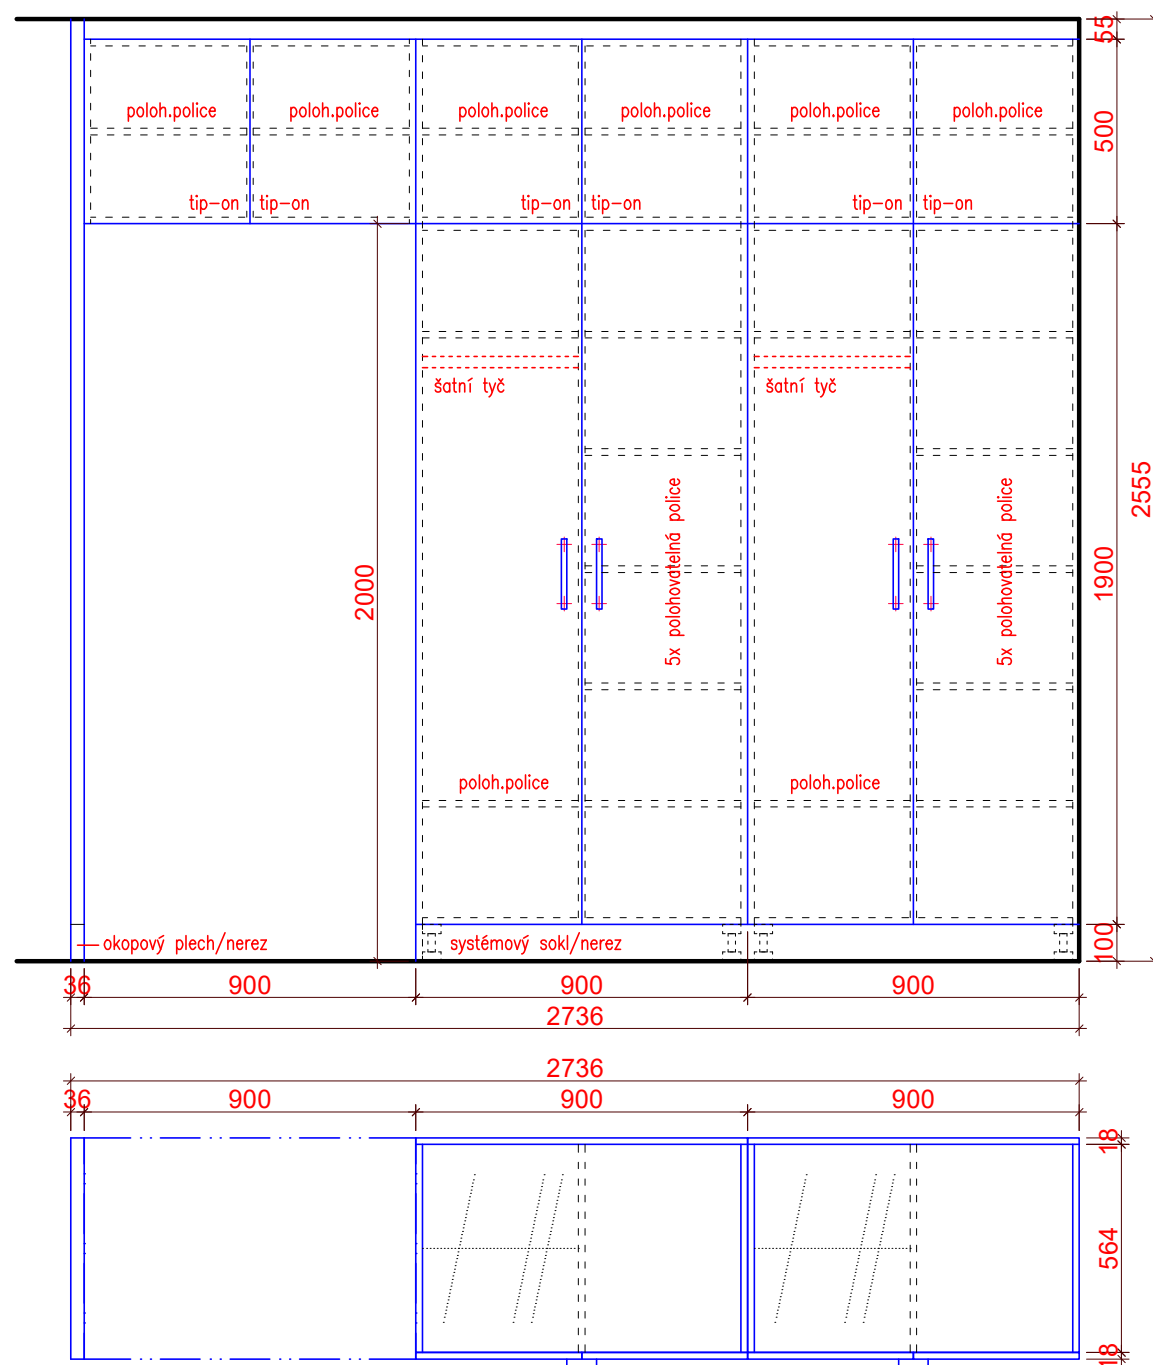 55
poloh.police poloh.police poloh.police poloh.police poloh.police poloh.police
500
tip-on tip-on tip-on tip-on tip-on tip-on
šatní tyč šatní tyč
2555
5x polohovatelná police 5x polohovatelná police
1900
2000
poloh.police poloh.police
okopový plech/nerez systémový sokl/nerez
100
36 900 900 900
2736
2736
36 900 900 900
18
564
18